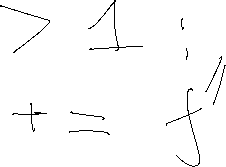 > 1 ;
+ = f"